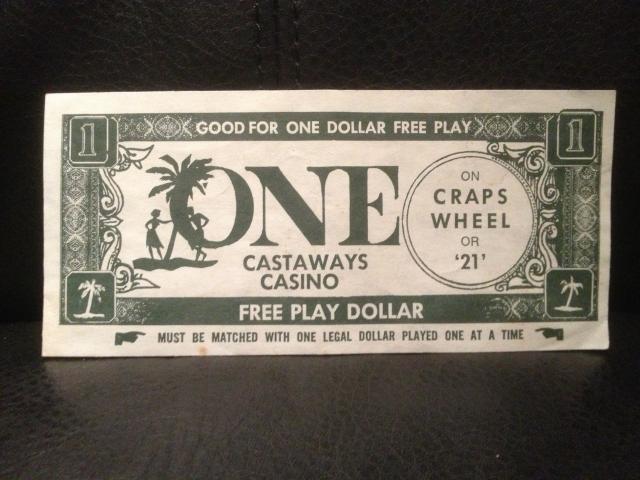 1 GOOD FOR ONE DOLLAR FREE PLAY 1
ONE
CASTAWAYS
CASINO
ON
CRAPS
WHEEL
OR
'21'
FREE PLAY DOLLAR
MUST BE MATCHED WITH ONE LEGAL DOLLAR PLAYED ONE AT A TIME